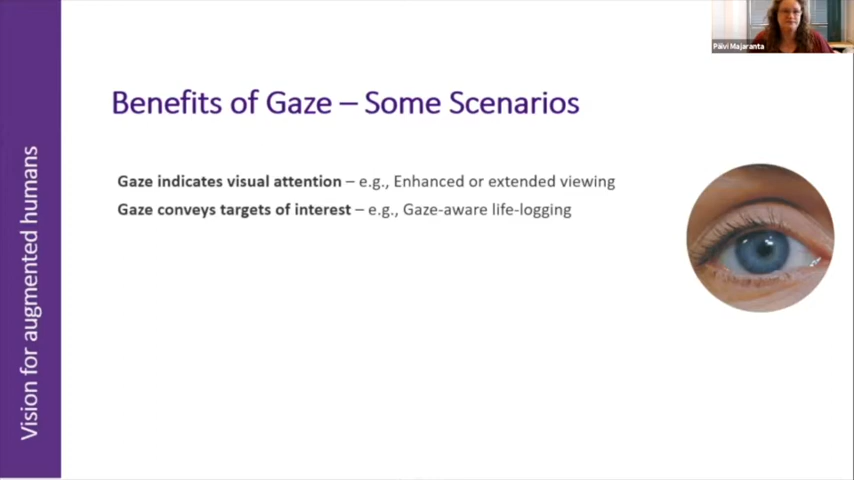 Päivi Majaranta
Benefits of Gaze – Some Scenarios
Gaze indicates visual attention – e.g., Enhanced or extended viewing
Gaze conveys targets of interest – e.g., Gaze-aware life-logging
Vision for augmented humans